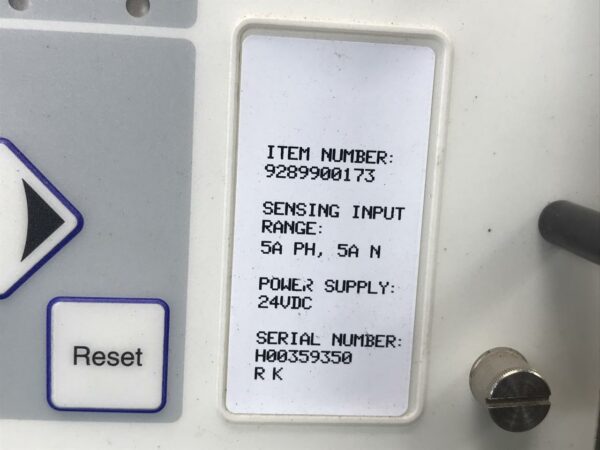 ITEM NUMBER:
9289900173
SENSING INPUT
RANGE:
5A PH, 5A N
POWER SUPPLY:
24VDC
SERIAL NUMBER:
H00359350
R K
Reset